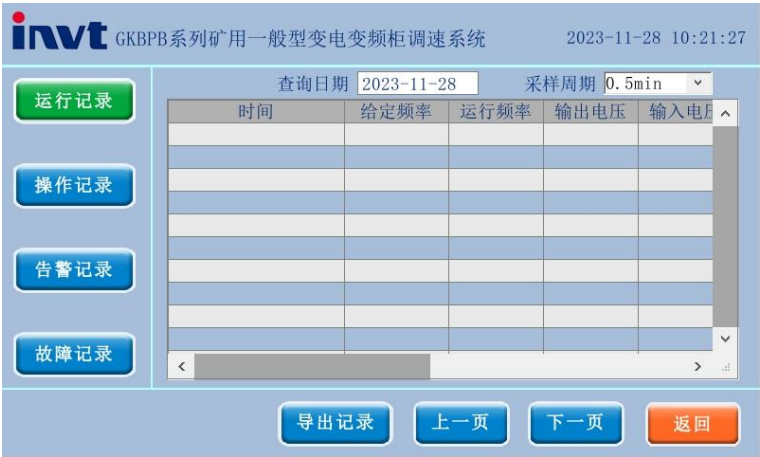 invt GKBPB系列矿用一般型变电变频柜调速系统 2023-11-28 10:21:27
运行记录
查询日期 2023-11-28 采样周期 0.5min
时间 给定频率 运行频率 输出电压 输入电压
操作记录
告警记录
故障记录
导出记录 上一页 下一页 返回